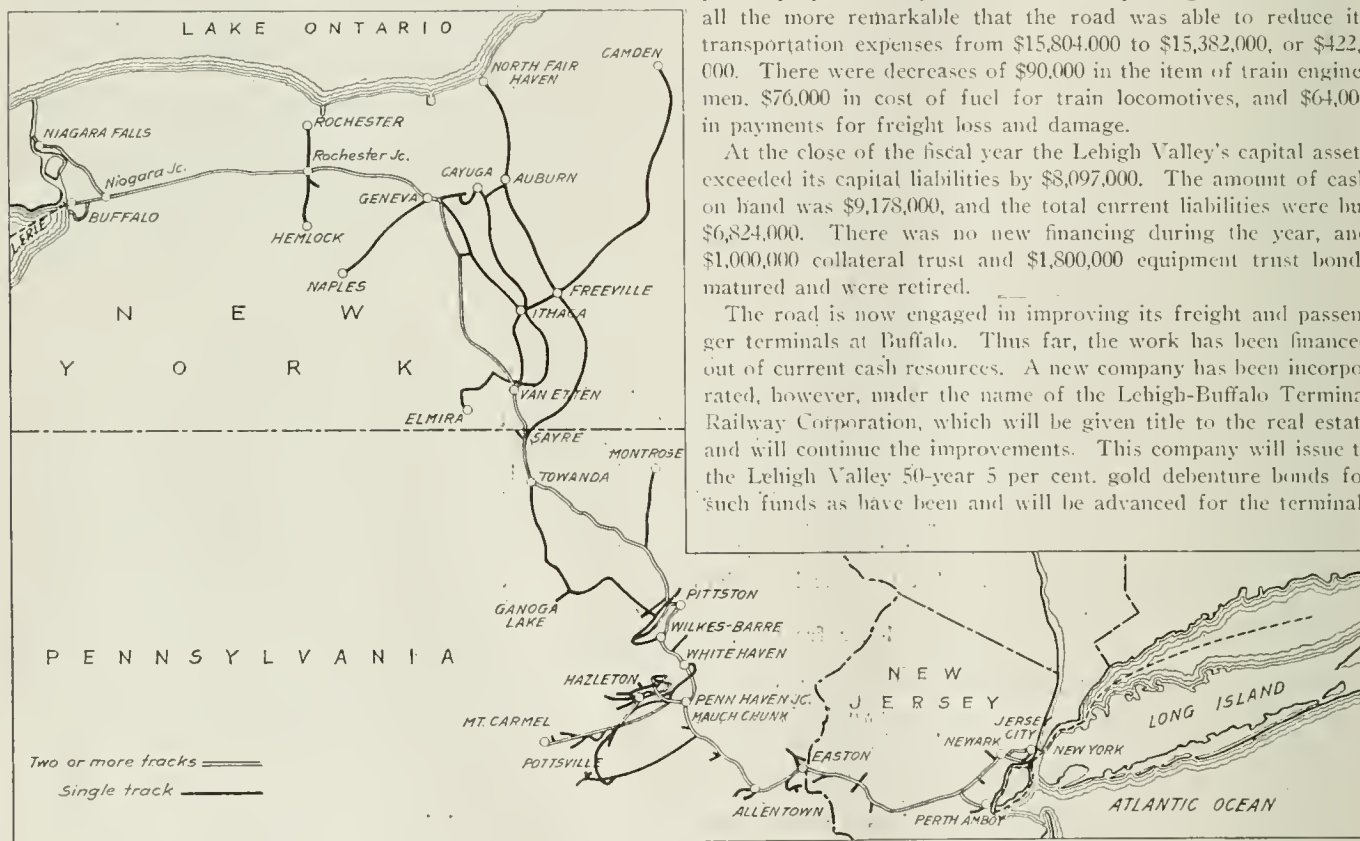 all the more remarkable that the road was able to reduce it
transportation expenses from $15,804.000 to $15,382,000, or $422,
000. There were decreases of $90,000 in the item of train engine
men, $76,000 in cost of fuel for train locomotives, and $64,00
in payments for freight loss and damage.
At the close of the fiscal year the Lehigh Valley's capital asset
exceeded its capital liabilities by $8,097,000. The amount of cas
on hand was $9,178,000, and the total current liabilities were bu
$6,824,000. There was no new financing during the year, an
$1,000,000 collateral trust and $1,800,000 equipment trust bond
matured and were retired.
The road is now engaged in improving its freight and passen
ger terminals at Buffalo. Thus far, the work has been finance
out of current cash resources. A new company has been incorpo
rated, however, under the name of the Lehigh-Buffalo Termina
Railway Corporation, which will be given title to the real estat
and will continue the improvements. This company will issue t
the Lehigh Valley 50-year 5 per cent. gold debenture bonds fo
such funds as have been and will be advanced for the terminal
LAKE ONTARIO
CAMDEN
NORTH FAIR
HAVEN
ROCHESTER
NIAGARA FALLS
Rochester Jc.
Niagara Jc.
CAYUGA
AUBURN
GENEVA
BUFFALO
L. ERIE
HEMLOCK
NAPLES
FREEVILLE
ITHACA
NEW
YORK
VAN ETTEN
ELMIRA
SAYRE
MONTROSE
TOWANDA
GANOGA
LAKE
PITTSTON
WILKES-BARRE
WHITE HAVEN
PENNSYLVANIA
HAZLETON
PENN HAVEN JC.
MAUCH CHUNK
MT. CARMEL
POTTSVILLE
NEW
JERSEY
LONG ISLAND
JERSEY
CITY
NEWARK
NEW YORK
EASTON
ALLENTOWN
PERTH AMBOY
ATLANTIC OCEAN
Two or more tracks
Single track